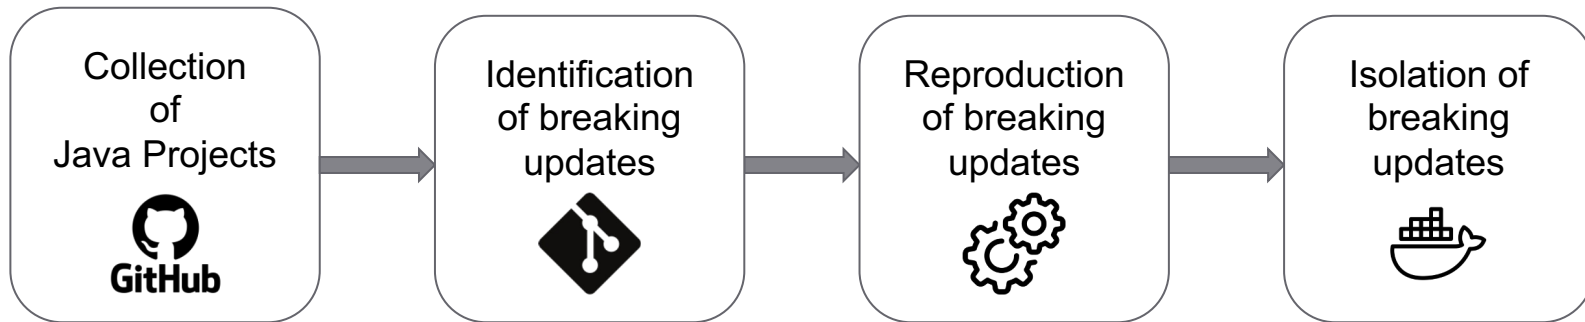 Collection
of
Java Projects
GitHub
Identification
of breaking
updates
Reproduction
of breaking
updates
Isolation of
breaking
updates